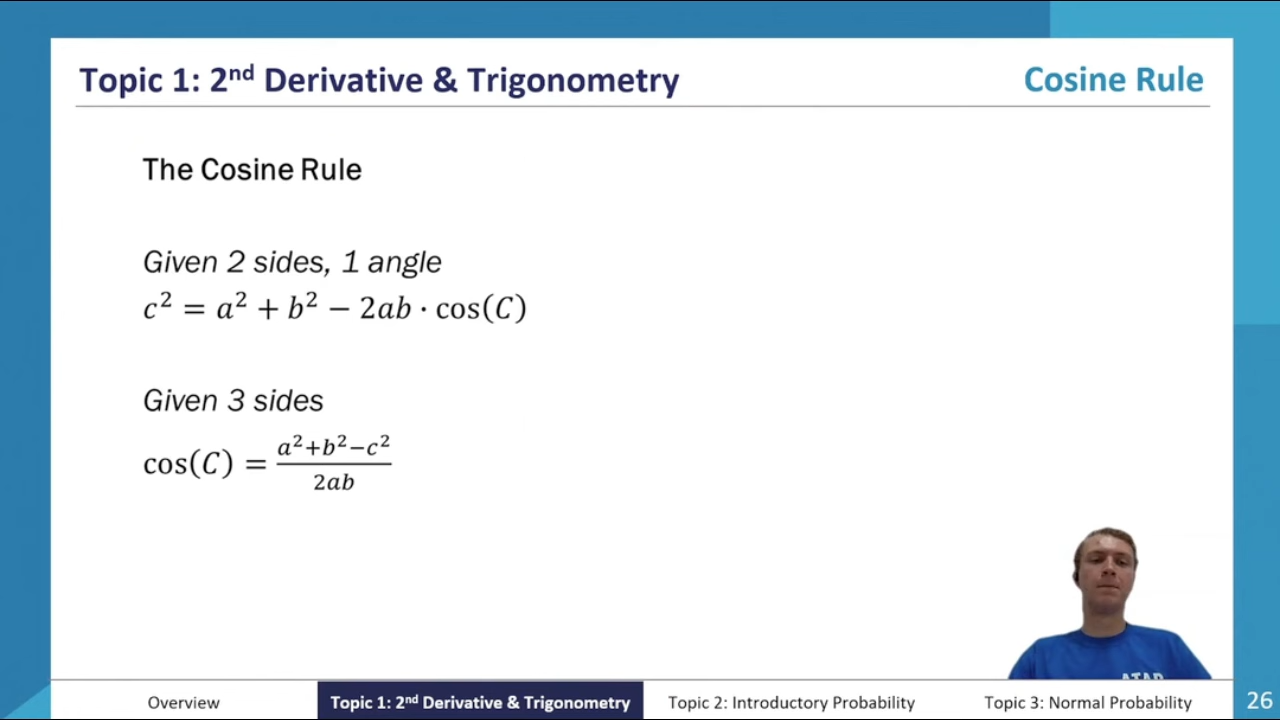 Topic 1: 2ⁿᵈ Derivative & Trigonometry
Cosine Rule
The Cosine Rule
Given 2 sides, 1 angle
c² = a² + b² − 2ab · cos(C)
Given 3 sides
cos(C) = (a²+b²−c²)/(2ab)
ATAR
Overview
Topic 1: 2ⁿᵈ Derivative & Trigonometry
Topic 2: Introductory Probability
Topic 3: Normal Probability
26